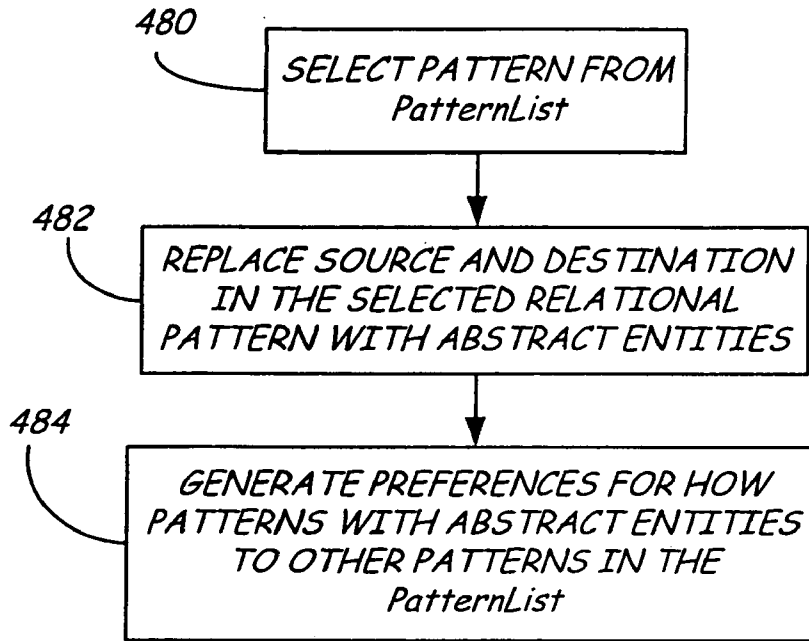 480
SELECT PATTERN FROM
PatternList
482
REPLACE SOURCE AND DESTINATION
IN THE SELECTED RELATIONAL
PATTERN WITH ABSTRACT ENTITIES
484
GENERATE PREFERENCES FOR HOW
PATTERNS WITH ABSTRACT ENTITIES
TO OTHER PATTERNS IN THE
PatternList